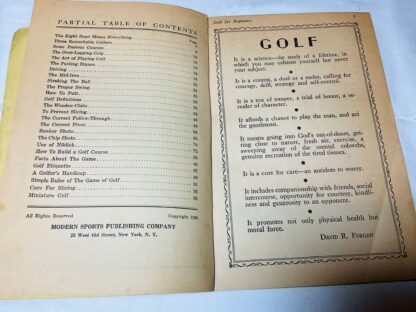 PARTIAL TABLE OF CONTENTS
Page
The Right Start Means Everything
Three Remarkable Golfers
Some Famous Courses
The Over-Lapping Grip
The Art of Playing Golf
The Putting Stance
Driving
The Mid-Iron
Stroking the Ball
The Proper Swing
How To Putt
Golf Definitions
The Wooden Clubs
To Prevent Slicing
The Correct Follow-Through
The Correct Pivot
Bunker Shots
The Chip Shots
Use of Niblick
How To Build a Golf Course
Facts About The Game
Golf Etiquette
A Golfer's Handicap
Simple Rules of The Game of Golf
Cure For Slicing
Miniature Golf
All Rights Reserved
Copyright
MODERN SPORTS PUBLISHING COMPANY
25 West 43d Street, New York, N. Y.
Golf for Beginners
GOLF
It is a science—the study of a lifetime, in
which you may exhaust yourself but never
your subject.
It is a contest, a duel or a melee, calling for
courage, skill, strategy and self-control.
It is a test of temper, a trial of honor, a re-
vealer of character.
It affords a chance to play the man, and act
the gentleman.
It means going into God's out-of-doors, get-
ting close to nature, fresh air, exercise, a
sweeping away of the mental cobwebs,
genuine recreation of the tired tissues.
It is a cure for care—an antidote to worry.
It includes companionship with friends, social
intercourse, opportunity for courtesy, kindli-
ness and generosity to an opponent.
It promotes not only physical health but
moral force.
DAVID R. FORGAN